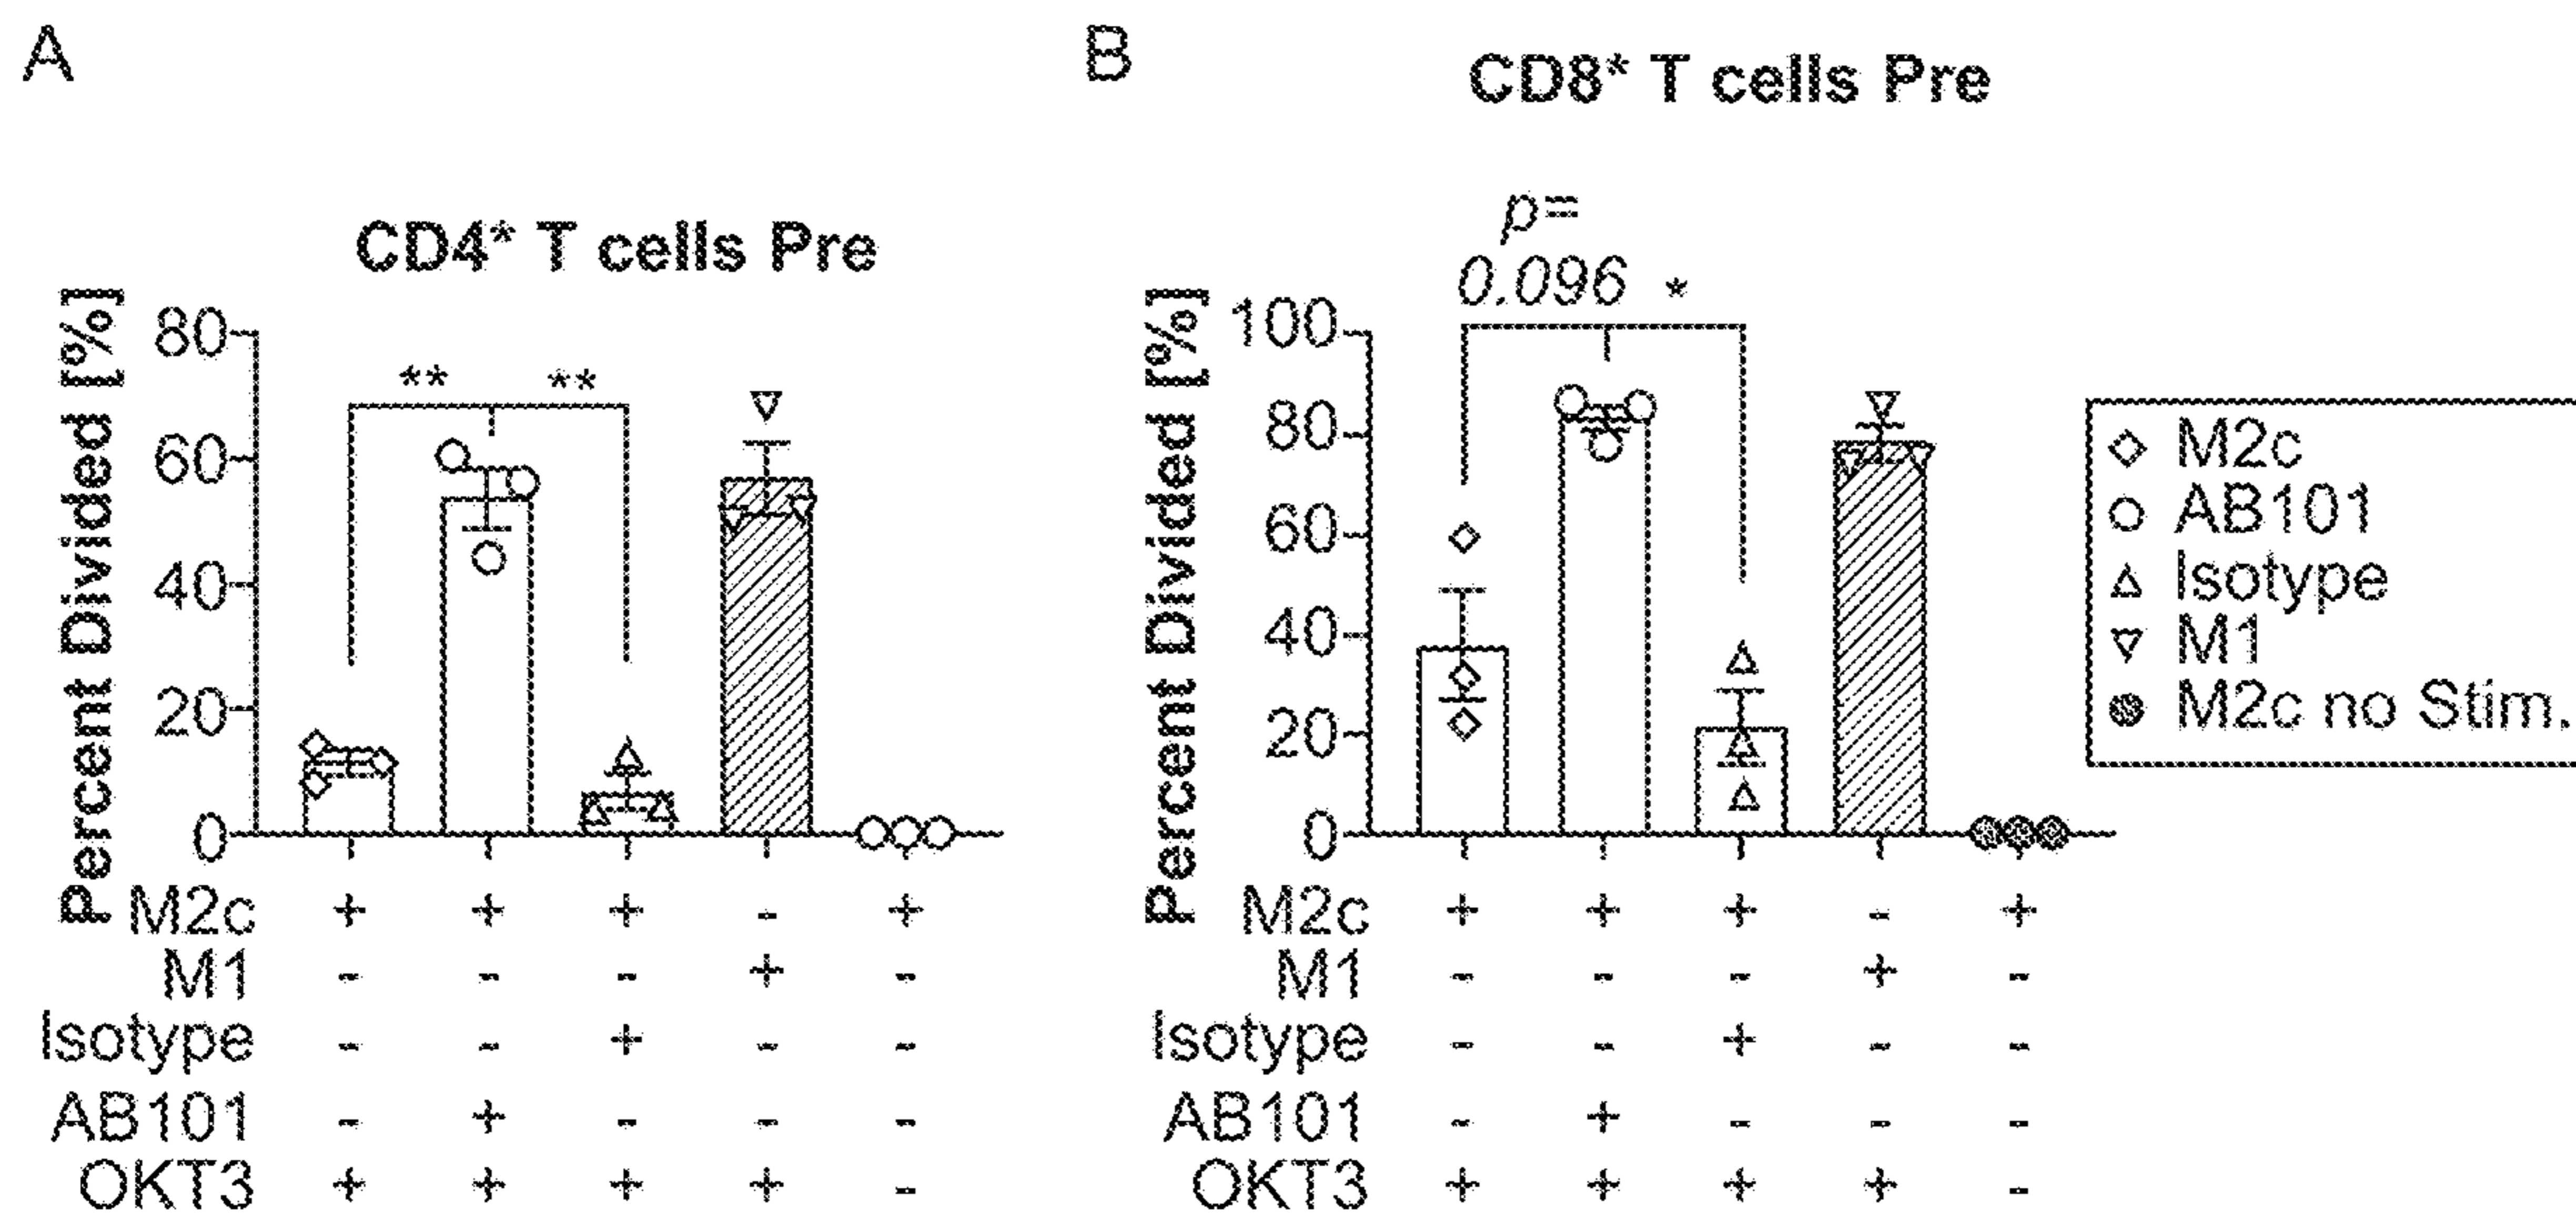 A
CD4* T cells Pre
Percent Divided [%]
80
60
40
20
0
** **
M2c + + + - +
M1 - - - + -
Isotype - - + - -
AB101 - + - - -
OKT3 + + + + -
B
CD8* T cells Pre
p=
0.096 *
Percent Divided [%]
100
80
60
40
20
0
M2c + + + - +
M1 - - - + -
Isotype - - + - -
AB101 - + - - -
OKT3 + + + + -
M2c
AB101
Isotype
M1
M2c no Stim.